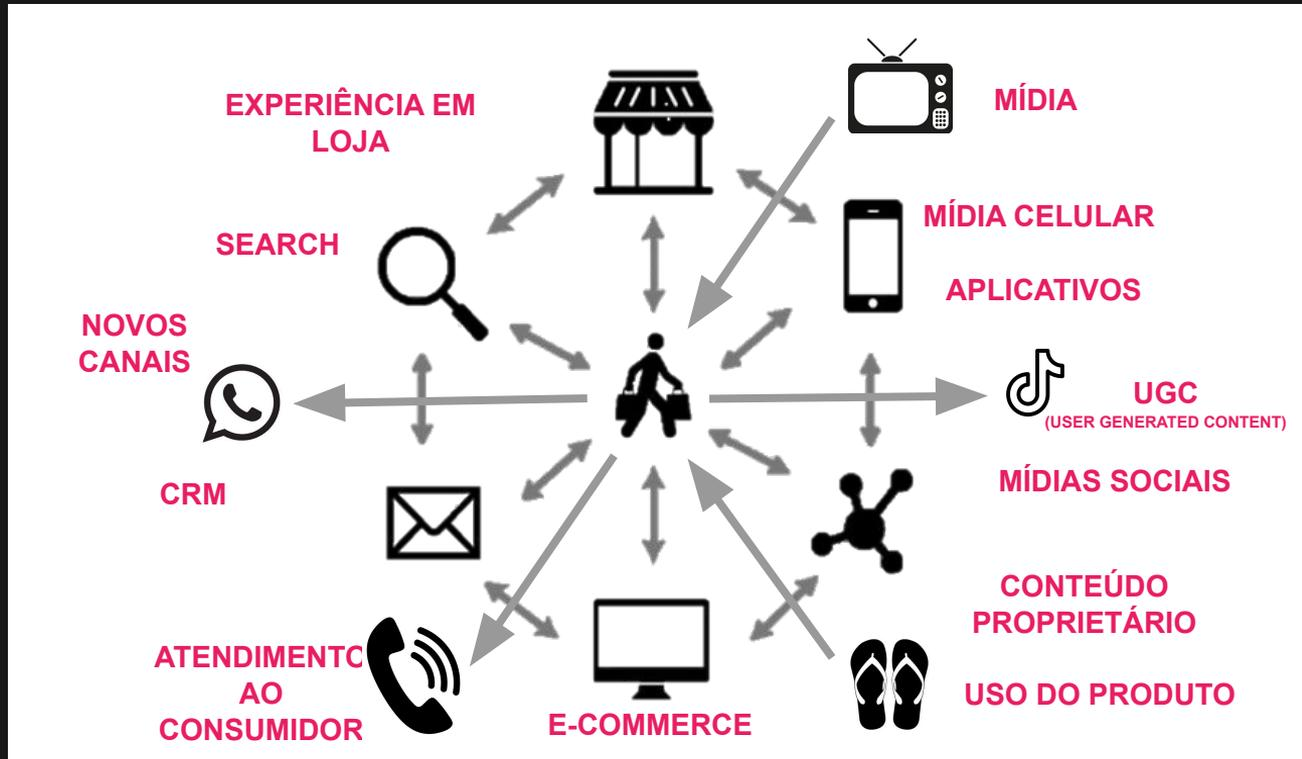 EXPERIÊNCIA EM
LOJA
MÍDIA
SEARCH
MÍDIA CELULAR
APLICATIVOS
NOVOS
CANAIS
UGC
(USER GENERATED CONTENT)
CRM
MÍDIAS SOCIAIS
CONTEÚDO
PROPRIETÁRIO
ATENDIMENTO
AO
CONSUMIDOR
E-COMMERCE
USO DO PRODUTO